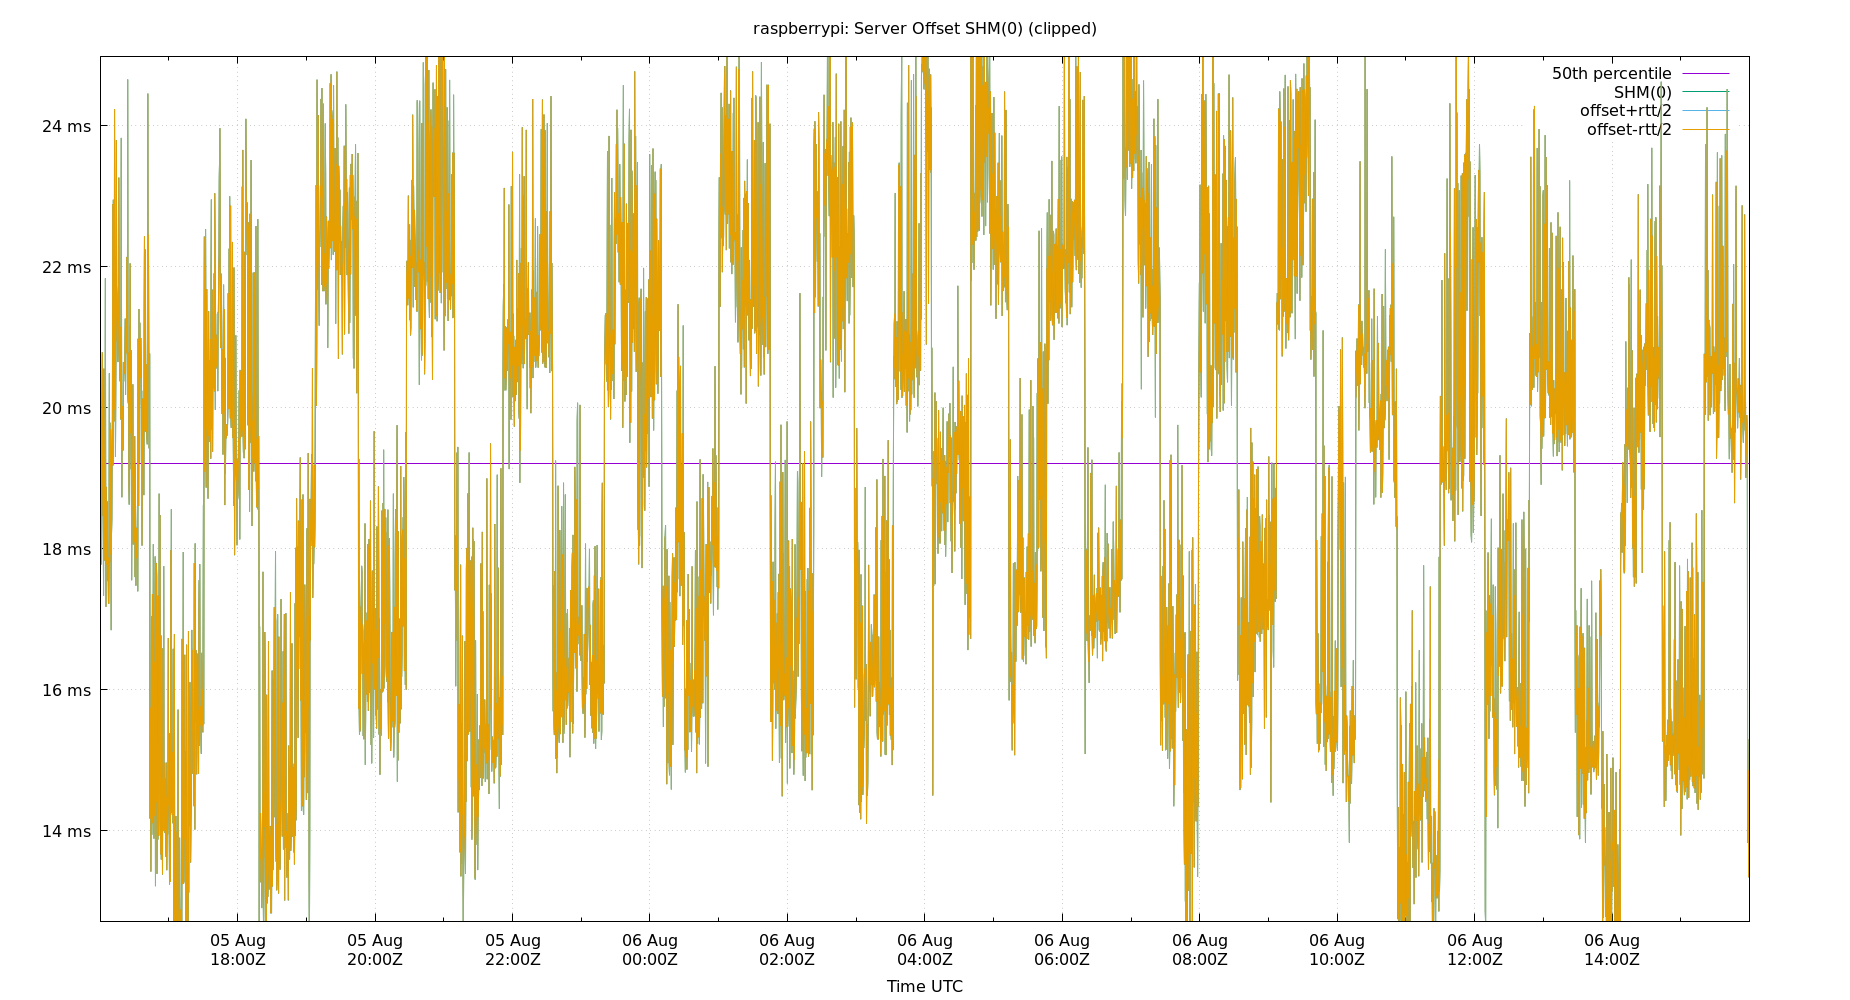 raspberrypi: Server Offset SHM(0) (clipped)
50th percentile
SHM(0)
offset+rtt/2
offset-rtt/2
24 ms
22 ms
20 ms
18 ms
16 ms
14 ms
05 Aug 05 Aug 05 Aug 06 Aug 06 Aug 06 Aug 06 Aug 06 Aug 06 Aug 06 Aug 06 Aug
18:00Z 20:00Z 22:00Z 00:00Z 02:00Z 04:00Z 06:00Z 08:00Z 10:00Z 12:00Z 14:00Z
Time UTC